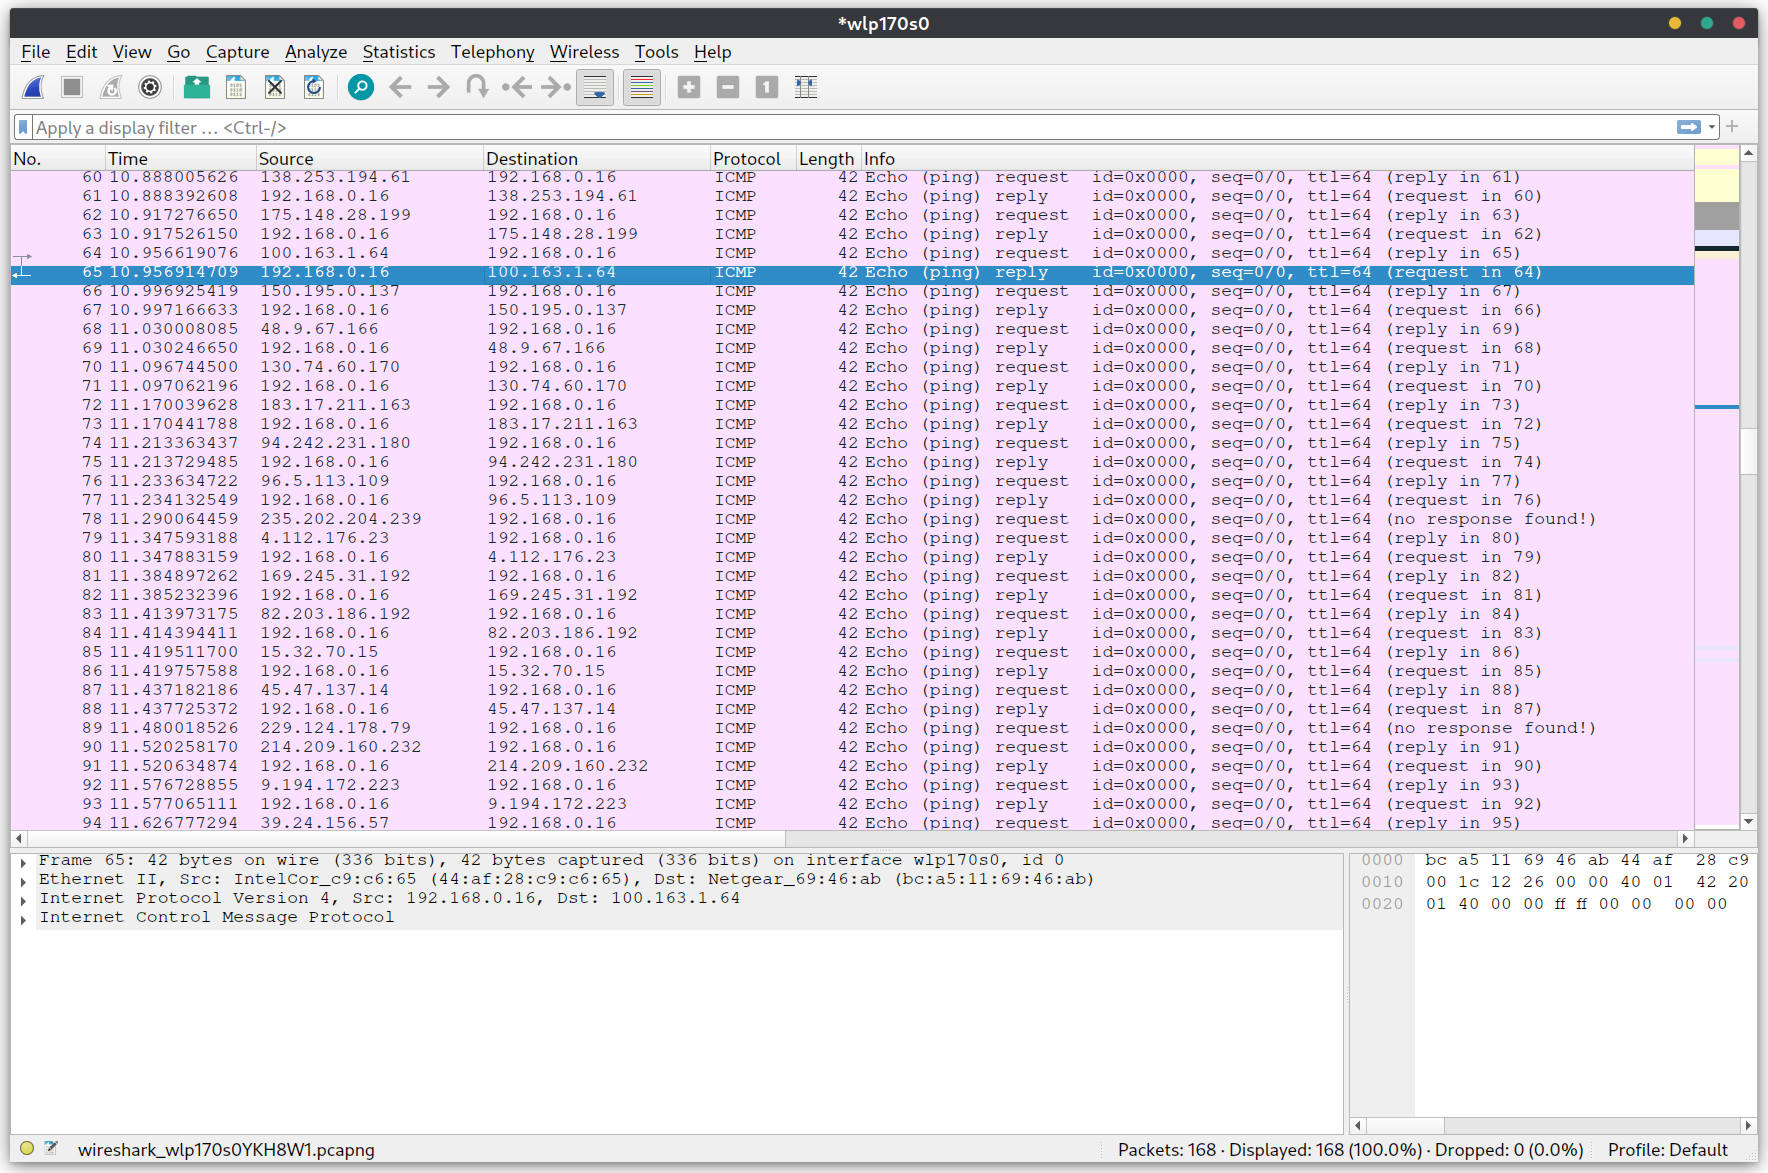 *wlp170s0
File Edit View Go Capture Analyze Statistics Telephony Wireless Tools Help
Apply a display filter … <Ctrl-/>
No. Time Source Destination Protocol Length Info
60 10.888005626 138.253.194.61 192.168.0.16 ICMP 42 Echo (ping) request id=0x0000, seq=0/0, ttl=64 (reply in 61)
61 10.888392608 192.168.0.16 138.253.194.61 ICMP 42 Echo (ping) reply id=0x0000, seq=0/0, ttl=64 (request in 60)
62 10.917276650 175.148.28.199 192.168.0.16 ICMP 42 Echo (ping) request id=0x0000, seq=0/0, ttl=64 (reply in 63)
63 10.917526150 192.168.0.16 175.148.28.199 ICMP 42 Echo (ping) reply id=0x0000, seq=0/0, ttl=64 (request in 62)
64 10.956619076 100.163.1.64 192.168.0.16 ICMP 42 Echo (ping) request id=0x0000, seq=0/0, ttl=64 (reply in 65)
65 10.956914709 192.168.0.16 100.163.1.64 ICMP 42 Echo (ping) reply id=0x0000, seq=0/0, ttl=64 (request in 64)
66 10.996925419 150.195.0.137 192.168.0.16 ICMP 42 Echo (ping) request id=0x0000, seq=0/0, ttl=64 (reply in 67)
67 10.997166633 192.168.0.16 150.195.0.137 ICMP 42 Echo (ping) reply id=0x0000, seq=0/0, ttl=64 (request in 66)
68 11.030008085 48.9.67.166 192.168.0.16 ICMP 42 Echo (ping) request id=0x0000, seq=0/0, ttl=64 (reply in 69)
69 11.030246650 192.168.0.16 48.9.67.166 ICMP 42 Echo (ping) reply id=0x0000, seq=0/0, ttl=64 (request in 68)
70 11.096744500 130.74.60.170 192.168.0.16 ICMP 42 Echo (ping) request id=0x0000, seq=0/0, ttl=64 (reply in 71)
71 11.097062196 192.168.0.16 130.74.60.170 ICMP 42 Echo (ping) reply id=0x0000, seq=0/0, ttl=64 (request in 70)
72 11.170039628 183.17.211.163 192.168.0.16 ICMP 42 Echo (ping) request id=0x0000, seq=0/0, ttl=64 (reply in 73)
73 11.170441788 192.168.0.16 183.17.211.163 ICMP 42 Echo (ping) reply id=0x0000, seq=0/0, ttl=64 (request in 72)
74 11.213363437 94.242.231.180 192.168.0.16 ICMP 42 Echo (ping) request id=0x0000, seq=0/0, ttl=64 (reply in 75)
75 11.213729485 192.168.0.16 94.242.231.180 ICMP 42 Echo (ping) reply id=0x0000, seq=0/0, ttl=64 (request in 74)
76 11.233634722 96.5.113.109 192.168.0.16 ICMP 42 Echo (ping) request id=0x0000, seq=0/0, ttl=64 (reply in 77)
77 11.234132549 192.168.0.16 96.5.113.109 ICMP 42 Echo (ping) reply id=0x0000, seq=0/0, ttl=64 (request in 76)
78 11.290064459 235.202.204.239 192.168.0.16 ICMP 42 Echo (ping) request id=0x0000, seq=0/0, ttl=64 (no response found!)
79 11.347593188 4.112.176.23 192.168.0.16 ICMP 42 Echo (ping) request id=0x0000, seq=0/0, ttl=64 (reply in 80)
80 11.347883159 192.168.0.16 4.112.176.23 ICMP 42 Echo (ping) reply id=0x0000, seq=0/0, ttl=64 (request in 79)
81 11.384897262 169.245.31.192 192.168.0.16 ICMP 42 Echo (ping) request id=0x0000, seq=0/0, ttl=64 (reply in 82)
82 11.385232396 192.168.0.16 169.245.31.192 ICMP 42 Echo (ping) reply id=0x0000, seq=0/0, ttl=64 (request in 81)
83 11.413973175 82.203.186.192 192.168.0.16 ICMP 42 Echo (ping) request id=0x0000, seq=0/0, ttl=64 (reply in 84)
84 11.414394411 192.168.0.16 82.203.186.192 ICMP 42 Echo (ping) reply id=0x0000, seq=0/0, ttl=64 (request in 83)
85 11.419511700 15.32.70.15 192.168.0.16 ICMP 42 Echo (ping) request id=0x0000, seq=0/0, ttl=64 (reply in 86)
86 11.419757588 192.168.0.16 15.32.70.15 ICMP 42 Echo (ping) reply id=0x0000, seq=0/0, ttl=64 (request in 85)
87 11.437182186 45.47.137.14 192.168.0.16 ICMP 42 Echo (ping) request id=0x0000, seq=0/0, ttl=64 (reply in 88)
88 11.437725372 192.168.0.16 45.47.137.14 ICMP 42 Echo (ping) reply id=0x0000, seq=0/0, ttl=64 (request in 87)
89 11.480018526 229.124.178.79 192.168.0.16 ICMP 42 Echo (ping) request id=0x0000, seq=0/0, ttl=64 (no response found!)
90 11.520258170 214.209.160.232 192.168.0.16 ICMP 42 Echo (ping) request id=0x0000, seq=0/0, ttl=64 (reply in 91)
91 11.520634874 192.168.0.16 214.209.160.232 ICMP 42 Echo (ping) reply id=0x0000, seq=0/0, ttl=64 (request in 90)
92 11.576728855 9.194.172.223 192.168.0.16 ICMP 42 Echo (ping) request id=0x0000, seq=0/0, ttl=64 (reply in 93)
93 11.577065111 192.168.0.16 9.194.172.223 ICMP 42 Echo (ping) reply id=0x0000, seq=0/0, ttl=64 (request in 92)
94 11.626777294 39.24.156.57 192.168.0.16 ICMP 42 Echo (ping) request id=0x0000, seq=0/0, ttl=64 (reply in 95)
Frame 65: 42 bytes on wire (336 bits), 42 bytes captured (336 bits) on interface wlp170s0, id 0
Ethernet II, Src: IntelCor_c9:c6:65 (44:af:28:c9:c6:65), Dst: Netgear_69:46:ab (bc:a5:11:69:46:ab)
Internet Protocol Version 4, Src: 192.168.0.16, Dst: 100.163.1.64
Internet Control Message Protocol
0000 bc a5 11 69 46 ab 44 af 28 c9
0010 00 1c 12 26 00 00 40 01 42 20
0020 01 40 00 00 ff ff 00 00 00 00
wireshark_wlp170s0YKH8W1.pcapng
Packets: 168 · Displayed: 168 (100.0%) · Dropped: 0 (0.0%)
Profile: Default